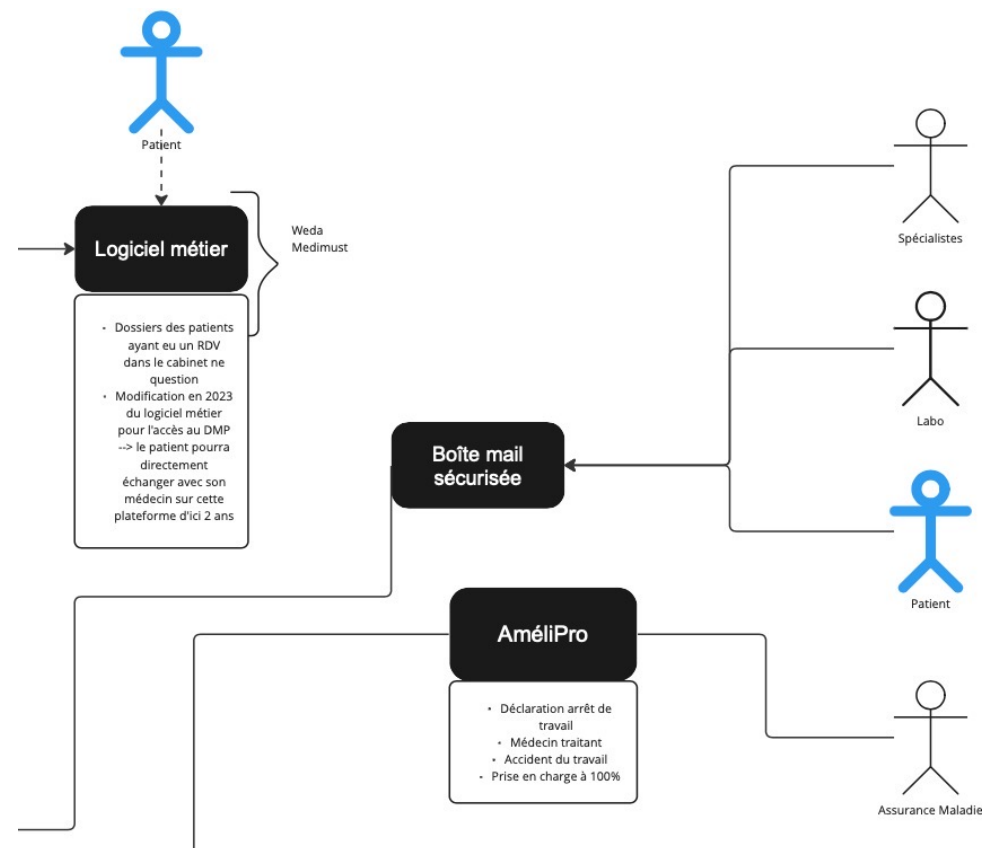 Patient
Logiciel métier
Weda
Medimust
- Dossiers des patients
ayant eu un RDV
dans le cabinet ne
question
- Modification en 2023
du logiciel métier
pour l'accès au DMP
--> le patient pourra
directement
échanger avec son
médecin sur cette
plateforme d'ici 2 ans
Spécialistes
Labo
Boîte mail
sécurisée
Patient
AméliPro
- Déclaration arrêt de
travail
- Médecin traitant
- Accident du travail
- Prise en charge à 100%
Assurance Maladie